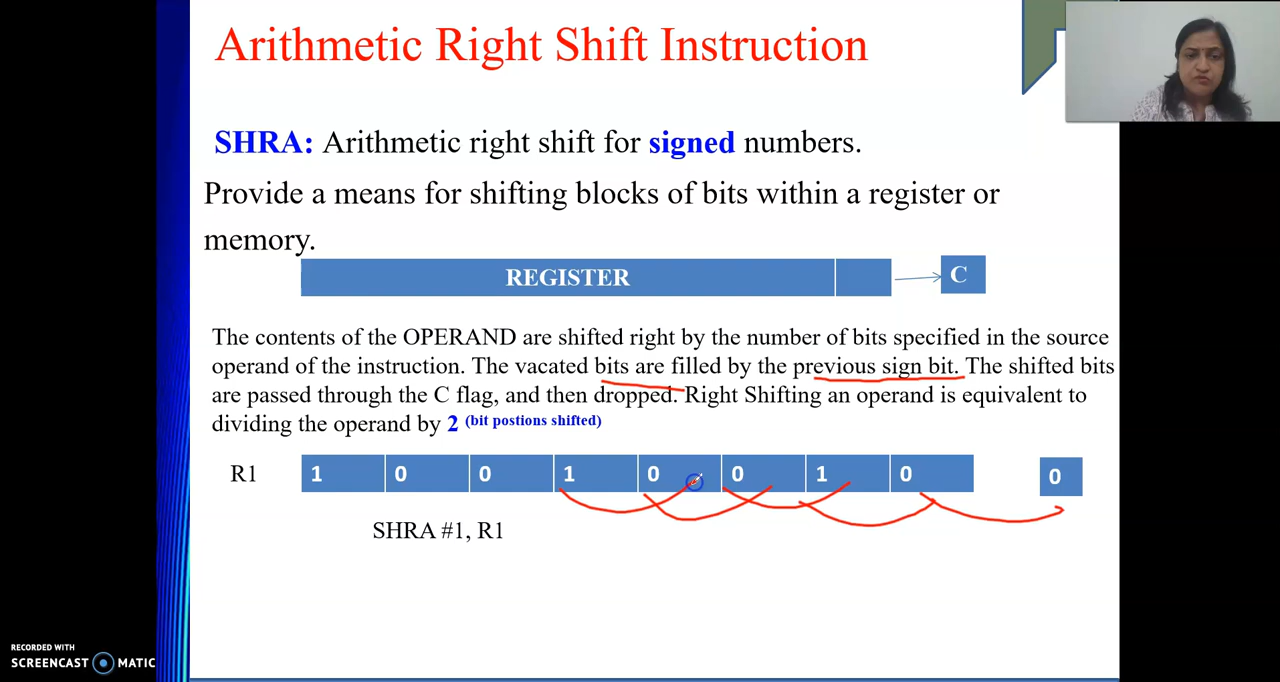 Arithmetic Right Shift Instruction
SHRA: Arithmetic right shift for signed numbers.
Provide a means for shifting blocks of bits within a register or
memory.
REGISTER C
The contents of the OPERAND are shifted right by the number of bits specified in the source
operand of the instruction. The vacated bits are filled by the previous sign bit. The shifted bits
are passed through the C flag, and then dropped. Right Shifting an operand is equivalent to
dividing the operand by 2 (bit postions shifted)
R1 1 0 0 1 0 0 1 0 0
SHRA #1, R1
RECORDED WITH
SCREENCAST MATIC